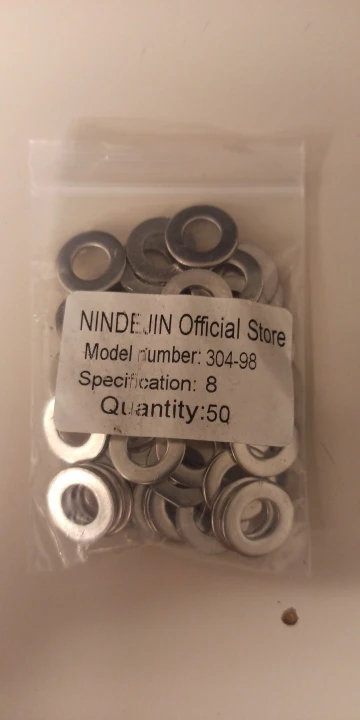 NINDEJIN Official Store
Model number: 304-98
Specification: 8
Quantity:50